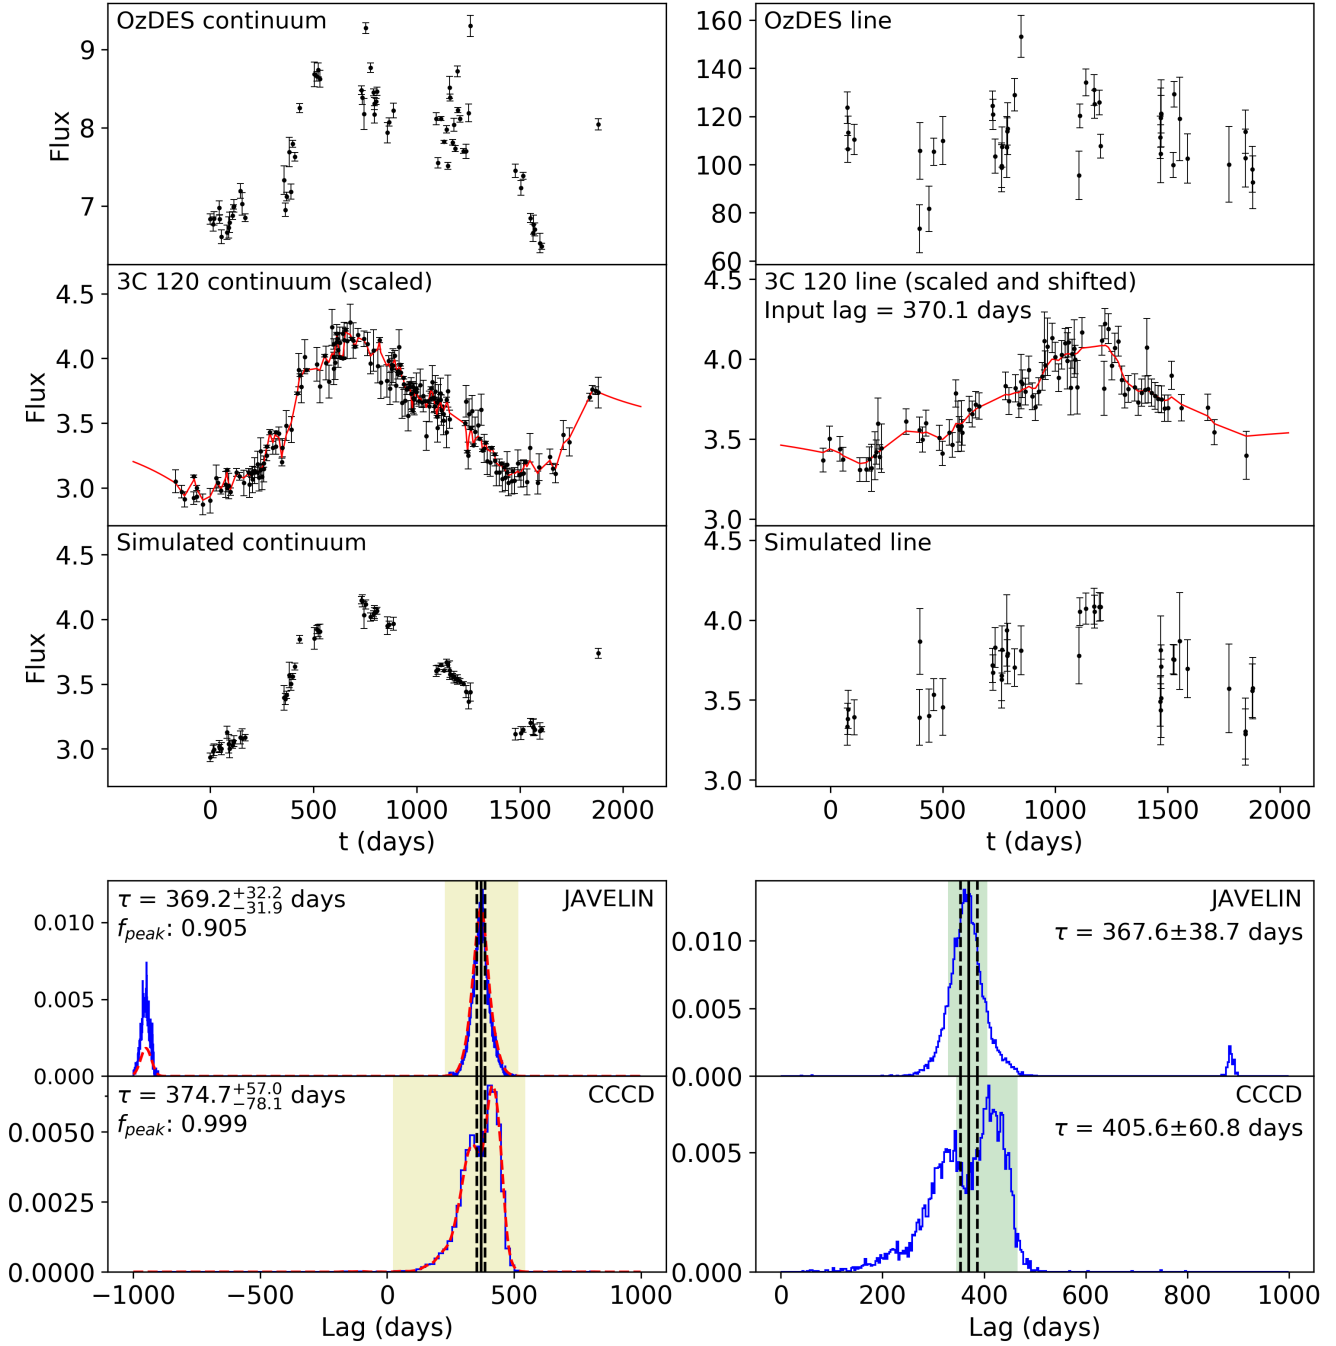 OzDES continuum
9
8
7
Flux
OzDES line
160
140
120
100
80
60
3C 120 continuum (scaled)
4.5
4.0
3.5
3.0
Flux
3C 120 line (scaled and shifted)
Input lag = 370.1 days
4.5
4.0
3.5
3.0
Simulated continuum
4.5
4.0
3.5
3.0
Flux
0 500 1000 1500 2000
t (days)
Simulated line
4.5
4.0
3.5
3.0
0 500 1000 1500 2000
t (days)
τ = 369.2+32.2−31.9 days
JAVELIN
fpeak: 0.905
0.010
0.005
0.000
JAVELIN
τ = 367.6±38.7 days
0.010
0.005
0.000
τ = 374.7+57.0−78.1 days
CCCD
fpeak: 0.999
0.0050
0.0025
0.0000
−1000 −500 0 500 1000
Lag (days)
CCCD
τ = 405.6±60.8 days
0.005
0.000
0 200 400 600 800 1000
Lag (days)